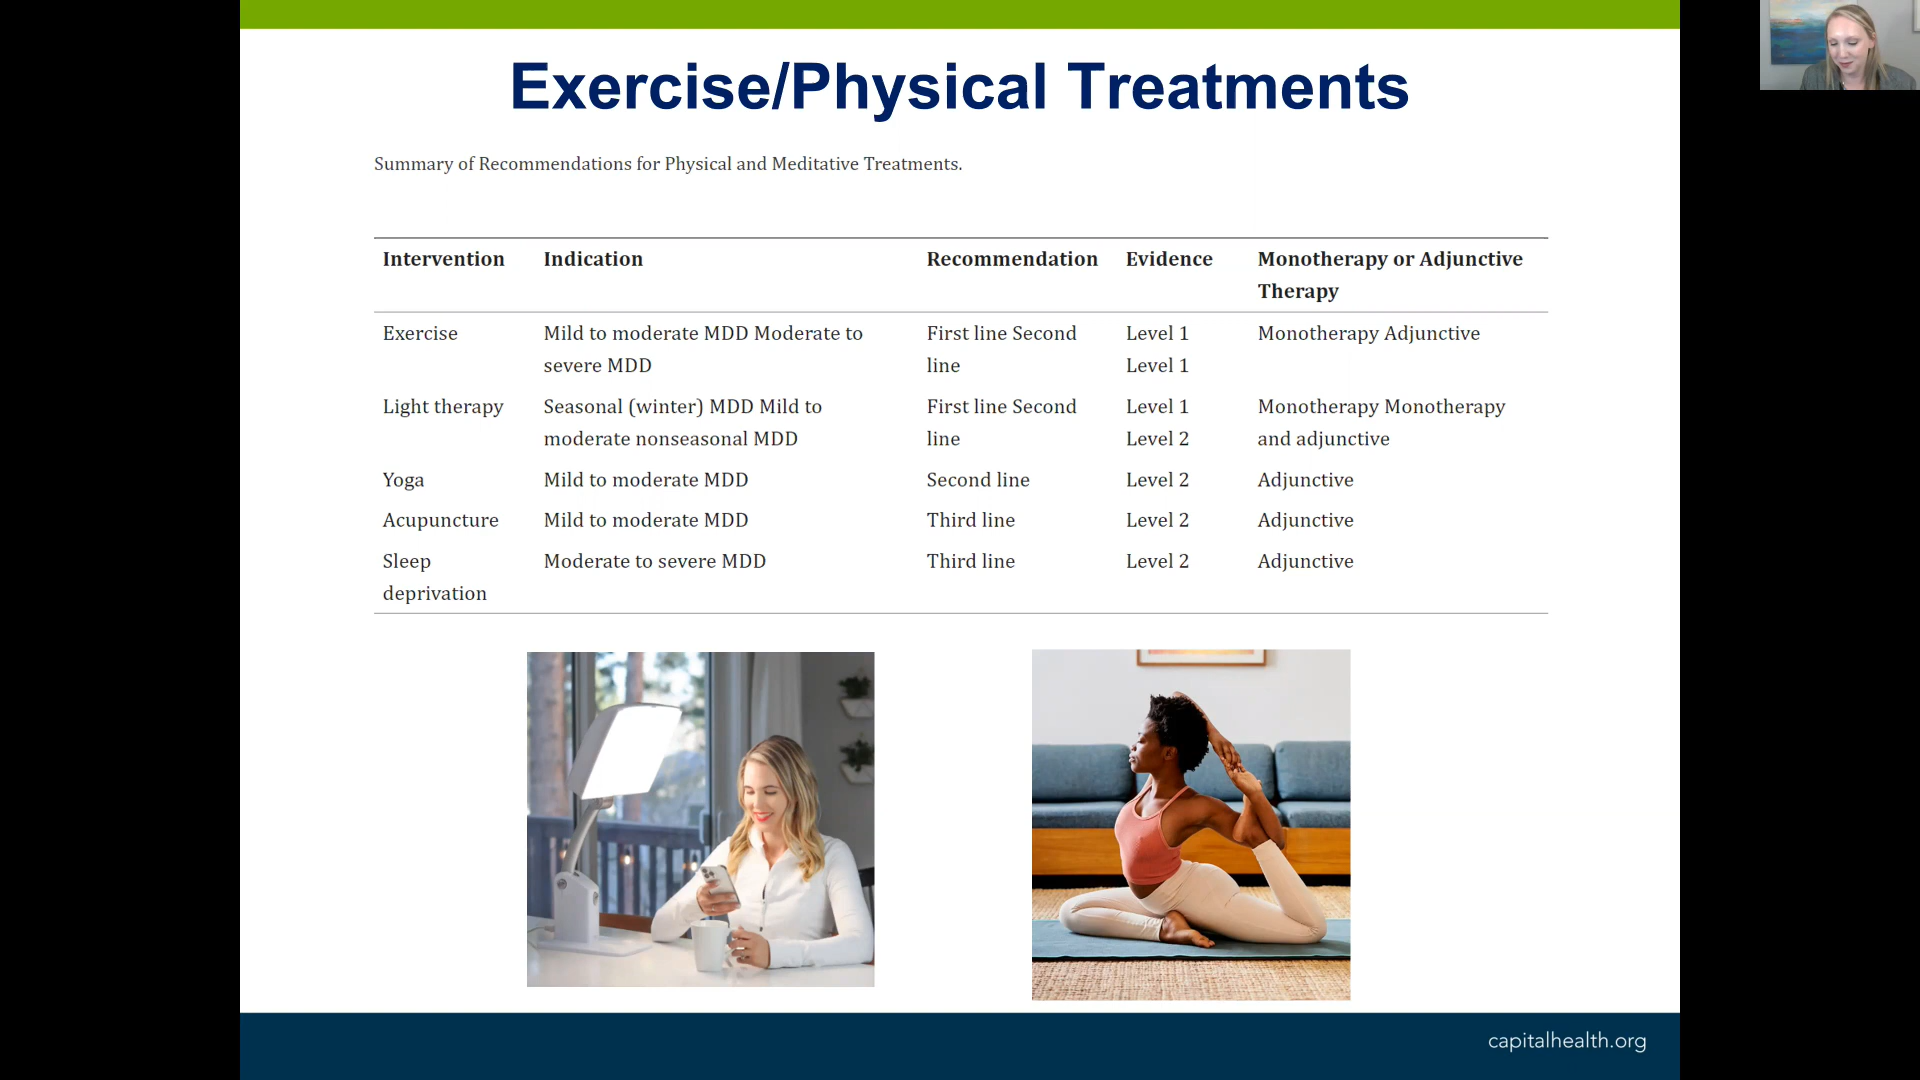 Exercise/Physical Treatments
Summary of Recommendations for Physical and Meditative Treatments.
Intervention Indication Recommendation Evidence Monotherapy or Adjunctive
Therapy
Exercise Mild to moderate MDD Moderate to First line Second Level 1 Monotherapy Adjunctive
severe MDD line Level 1
Light therapy Seasonal (winter) MDD Mild to First line Second Level 1 Monotherapy Monotherapy
moderate nonseasonal MDD line Level 2 and adjunctive
Yoga Mild to moderate MDD Second line Level 2 Adjunctive
Acupuncture Mild to moderate MDD Third line Level 2 Adjunctive
Sleep Moderate to severe MDD Third line Level 2 Adjunctive
deprivation
capitalhealth.org